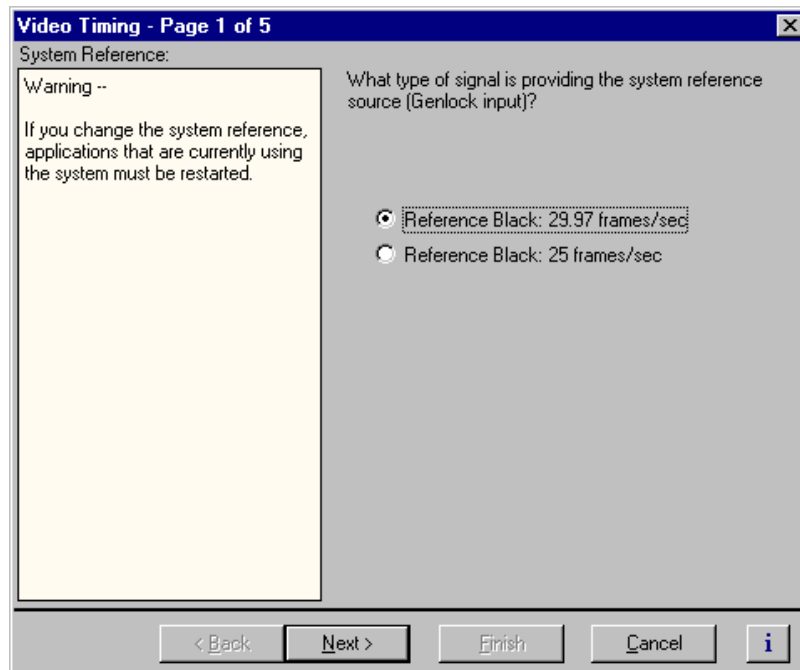 Video Timing - Page 1 of 5
System Reference:
Warning --
If you change the system reference,
applications that are currently using
the system must be restarted.
What type of signal is providing the system reference
source (Genlock input)?
Reference Black: 29.97 frames/sec
Reference Black: 25 frames/sec
< Back
Next >
Finish
Cancel
i